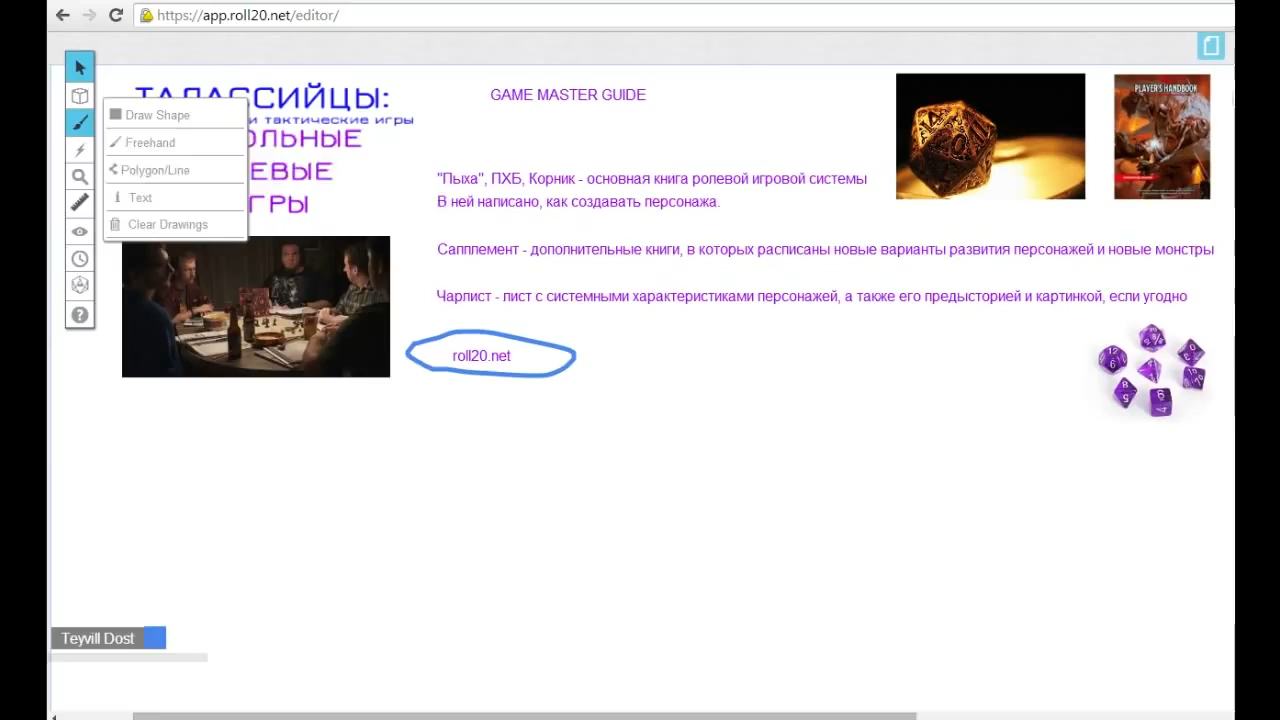 https://app.roll20.net/editor/
ТАЛАССИЙЦЫ:
и тактические игры
GAME MASTER GUIDE
PLAYER'S HANDBOOK
Draw Shape
Freehand
Polygon/Line
Text
Clear Drawings
"Пыха", ПХБ, Корник - основная книга ролевой игровой системы
В ней написано, как создавать персонажа.
Сапплемент - дополнительные книги, в которых расписаны новые варианты развития персонажей и новые монстры
Чарлист - лист с системными характеристиками персонажей, а также его предысторией и картинкой, если угодно
roll20.net
Teyvill Dost